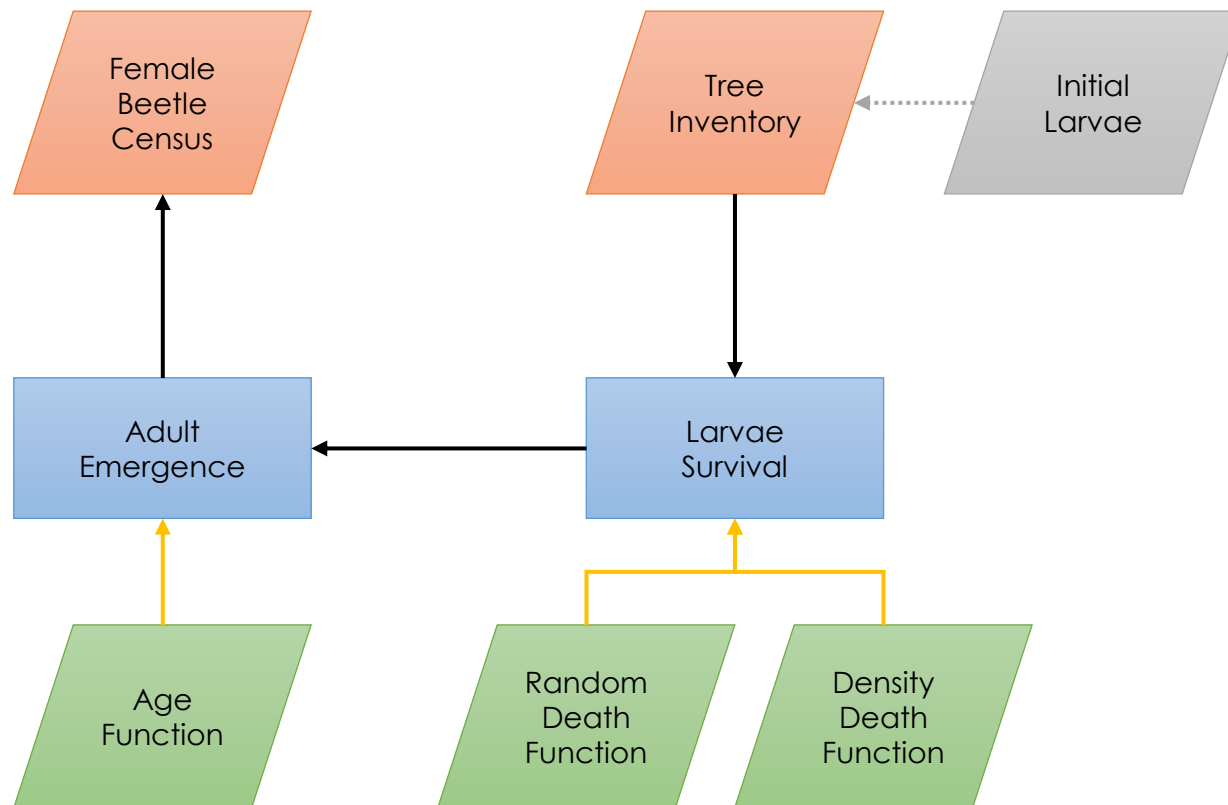 Female
Beetle
Census
Tree
Inventory
Initial
Larvae
Adult
Emergence
Larvae
Survival
Age
Function
Random
Death
Function
Density
Death
Function